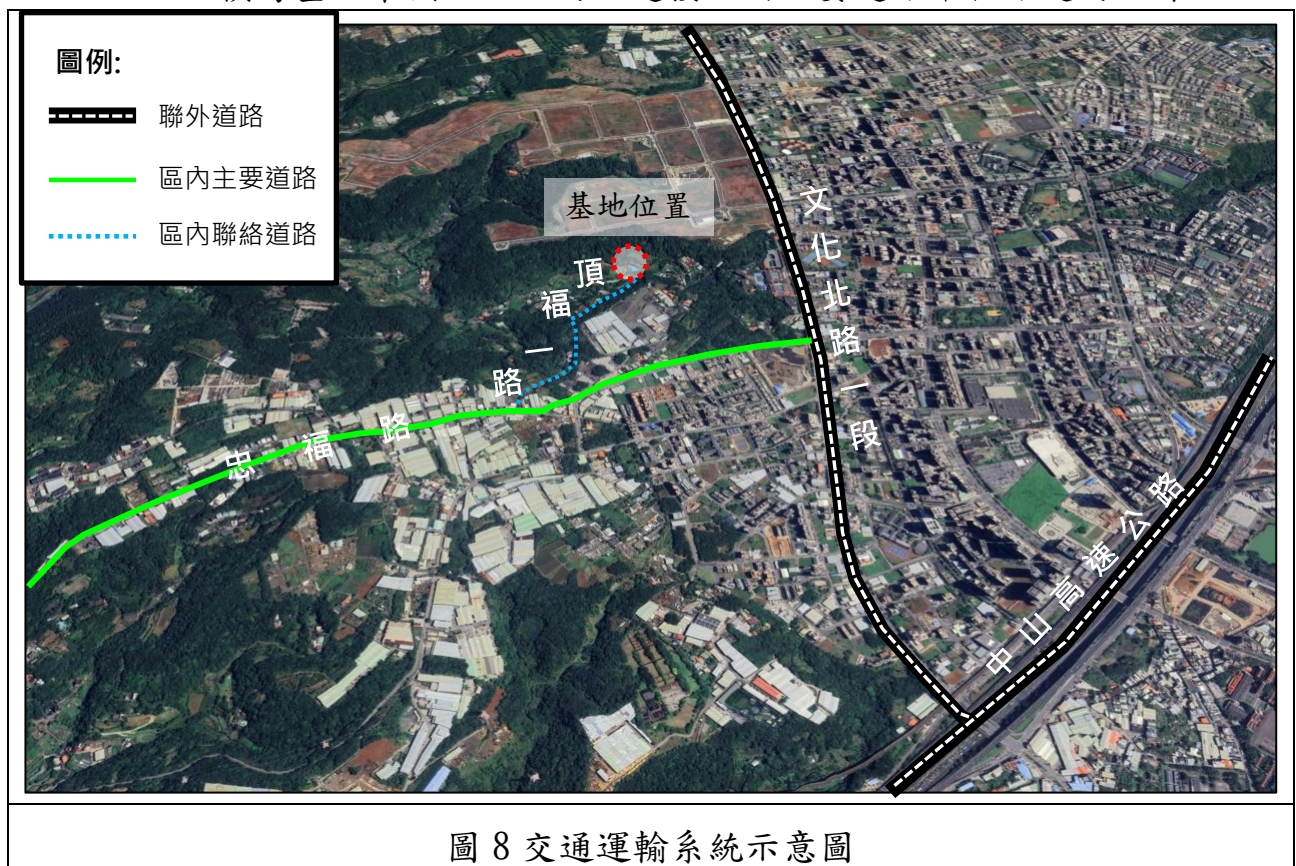 圖例:
聯外道路
區內主要道路
區內聯絡道路
基地位置
頂福一路
文化北路一段
忠福路
中山高速公路
圖 8 交通運輸系統示意圖